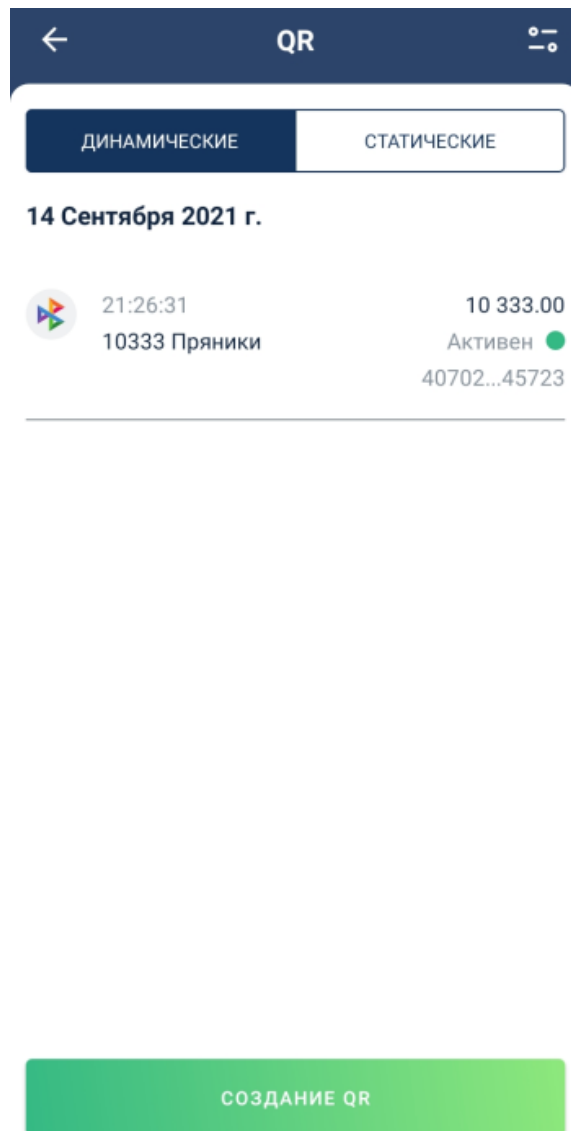 QR
ДИНАМИЧЕСКИЕ
СТАТИЧЕСКИЕ
14 Сентября 2021 г.
21:26:31
10 333.00
10333 Пряники
Активен
40702...45723
СОЗДАНИЕ QR